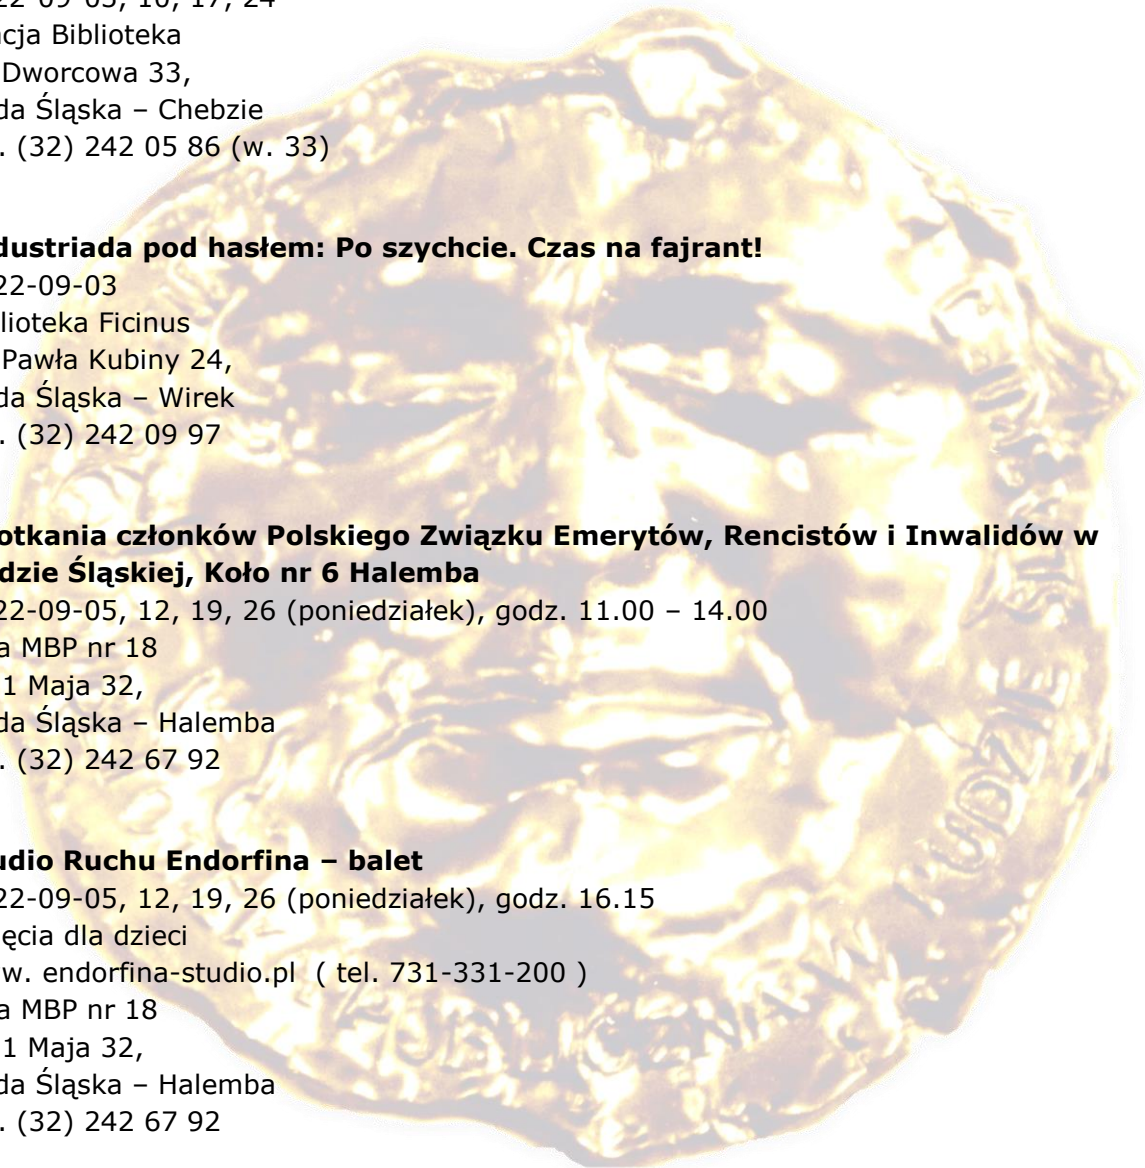 22-09-03, 10, 17, 24
cja Biblioteka
Dworcowa 33,
da Śląska – Chebzie
. (32) 242 05 86 (w. 33)
dustriada pod hasłem: Po szychcie. Czas na fajrant!
22-09-03
lioteka Ficinus
Pawła Kubiny 24,
da Śląska – Wirek
. (32) 242 09 97
otkania członków Polskiego Związku Emerytów, Rencistów i Inwalidów w
dzie Śląskiej, Koło nr 6 Halemba
22-09-05, 12, 19, 26 (poniedziałek), godz. 11.00 – 14.00
a MBP nr 18
1 Maja 32,
da Śląska – Halemba
. (32) 242 67 92
udio Ruchu Endorfina – balet
22-09-05, 12, 19, 26 (poniedziałek), godz. 16.15
ęcia dla dzieci
w. endorfina-studio.pl ( tel. 731-331-200 )
a MBP nr 18
1 Maja 32,
da Śląska – Halemba
. (32) 242 67 92